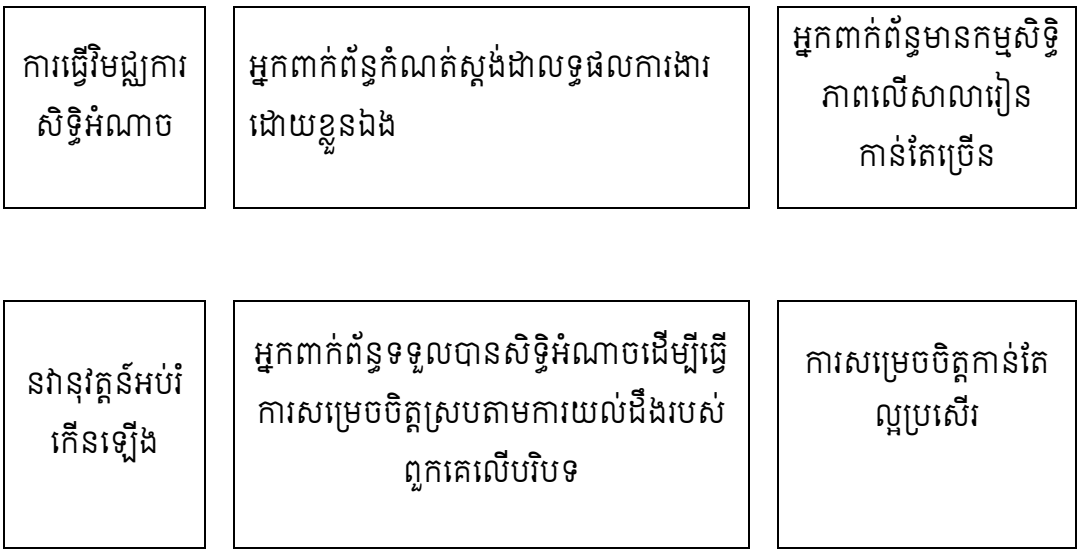 ការធ្វើវិមជ្ឈការ
សិទ្ធិអំណាច
អ្នកពាក់ព័ន្ធកំណត់ស្តង់ដាលទ្ធផលការងារ
ដោយខ្លួនឯង
អ្នកពាក់ព័ន្ធមានកម្មសិទ្ធិ
ភាពលើសាលារៀន
កាន់តែច្រើន
នវានុវត្តន៍អប់រំ
កើនឡើង
អ្នកពាក់ព័ន្ធទទួលបានសិទ្ធិអំណាចដើម្បីធ្វើ
ការសម្រេចចិត្តស្របតាមការយល់ដឹងរបស់
ពួកគេលើបរិបទ
ការសម្រេចចិត្តកាន់តែ
ល្អប្រសើរ